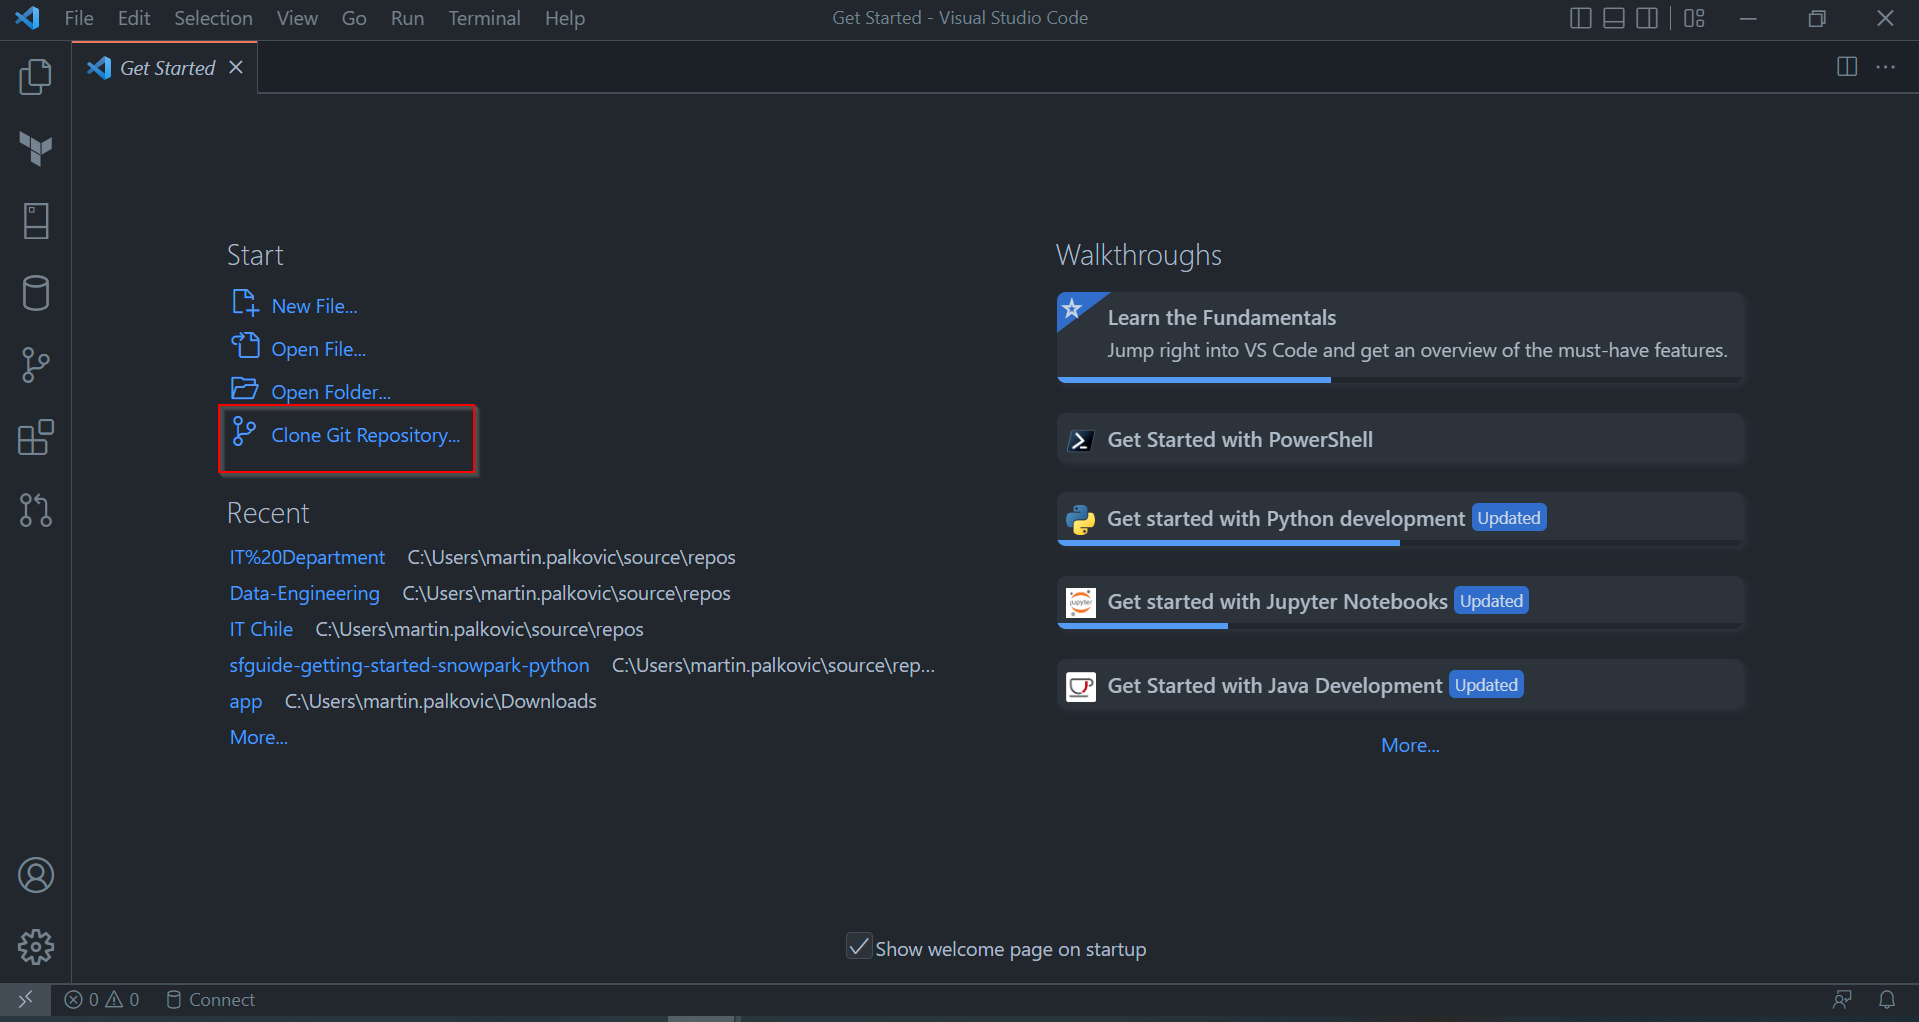 File Edit Selection View Go Run Terminal Help
Get Started - Visual Studio Code
Get Started
Start
New File...
Open File...
Open Folder...
Clone Git Repository...
Recent
IT%20Department C:\Users\martin.palkovic\source\repos
Data-Engineering C:\Users\martin.palkovic\source\repos
IT Chile C:\Users\martin.palkovic\source\repos
sfguide-getting-started-snowpark-python C:\Users\martin.palkovic\source\rep...
app C:\Users\martin.palkovic\Downloads
More...
Walkthroughs
Learn the Fundamentals
Jump right into VS Code and get an overview of the must-have features.
Get Started with PowerShell
Get started with Python development Updated
jupyter
Get started with Jupyter Notebooks Updated
Get Started with Java Development Updated
More...
Show welcome page on startup
0 0 Connect